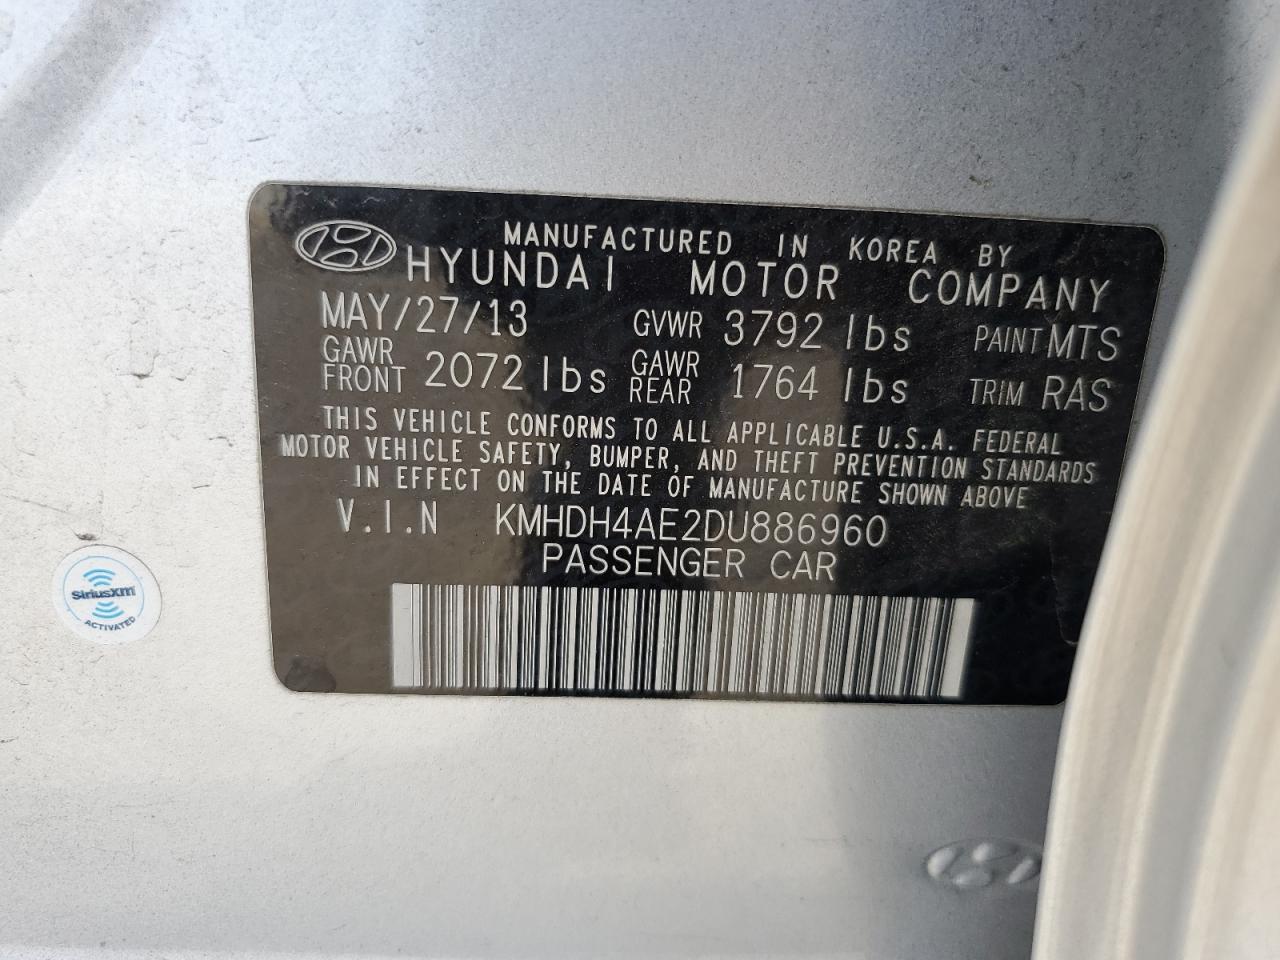 MANUFACTURED IN KOREA BY
HYUNDAI MOTOR COMPANY
MAY/27/13 GVWR 3792 lbs PAINT MTS
GAWR FRONT 2072 lbs GAWR REAR 1764 lbs TRIM RAS
THIS VEHICLE CONFORMS TO ALL APPLICABLE U.S.A. FEDERAL
MOTOR VEHICLE SAFETY, BUMPER, AND THEFT PREVENTION STANDARDS
IN EFFECT ON THE DATE OF MANUFACTURE SHOWN ABOVE
V.I.N KMHDH4AE2DU886960
PASSENGER CAR
SiriusXM
ACTIVATED